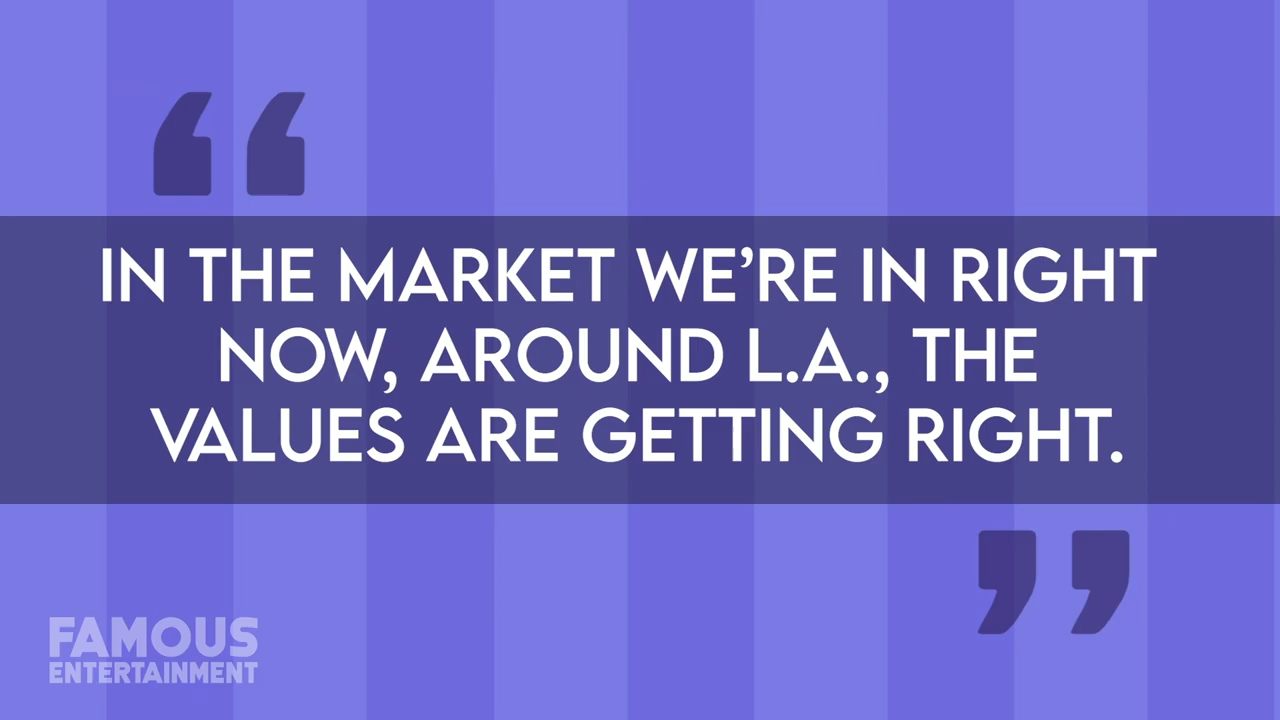 “
IN THE MARKET WE’RE IN RIGHT
NOW, AROUND L.A., THE
VALUES ARE GETTING RIGHT.
”
FAMOUS
ENTERTAINMENT